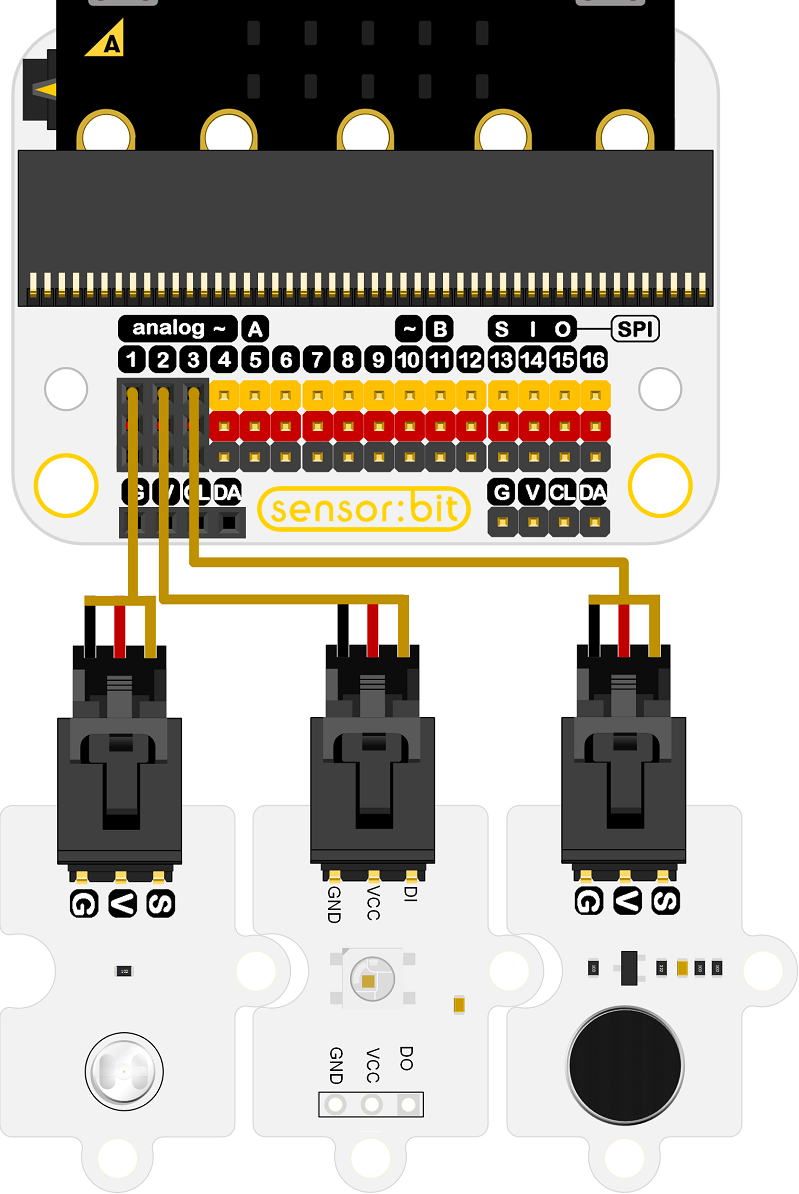 A
analog ~ A ~ B S I O SPI
1 2 3 4 5 6 7 8 9 10 11 12 13 14 15 16
G V CL DA sensor:bit G V CL DA
G V S GND VCC DI G V S
GND VCC DO